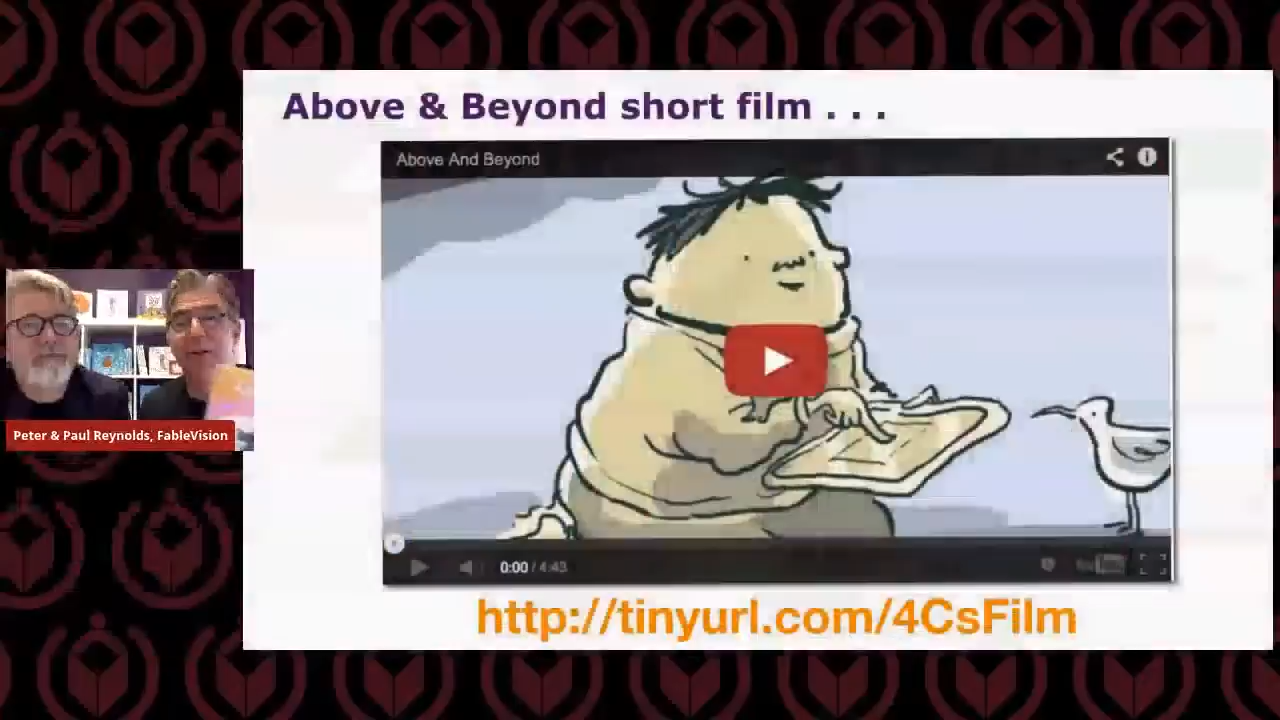 Above & Beyond short film . . .
Above And Beyond
Peter & Paul Reynolds, FableVision
0:00 / 4:43
http://tinyurl.com/4CsFilm